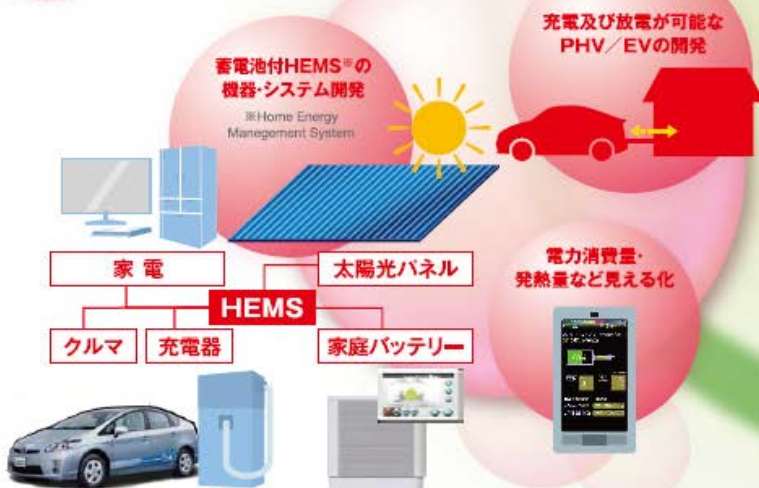 蓄電池付HEMS※の
機器・システム開発
※Home Energy
Manegement System
充電及び放電が可能な
PHV／EVの開発
家電
太陽光パネル
HEMS
クルマ
充電器
家庭バッテリー
電力消費量・
発熱量など見える化